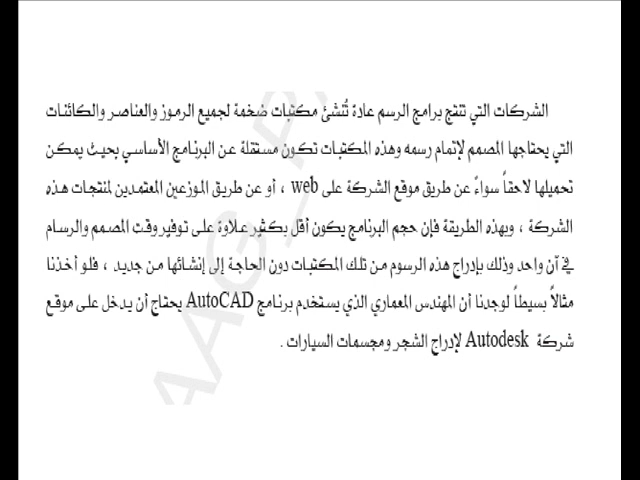 الشركات التي تنتج برامج الرسم عادة تُنشئ مكتبات ضخمة لجميع الرموز والعناصر والكائنات
التي يحتاجها المصمم لإتمام رسمه وهذه المكتبات تكون مستقلة عن البرنامج الأساسي بحيث يمكن
تحميلها لاحقاً سواءً عن طريق موقع الشركة على web ، أو عن طريق الموزعين المعتمدين لمنتجات هذه
الشركة ، وبهذه الطريقة فإن حجم البرنامج يكون أقل بكثير علاوة على توفير وقت المصمم والرسام
في آن واحد وذلك بإدراج هذه الرسوم من تلك المكتبات دون الحاجة إلى إنشائها من جديد ، فلو أخذنا
مثالاً بسيطاً لوجدنا أن المهندس المعماري الذي يستخدم برنامج AutoCAD يحتاج أن يدخل على موقع
شركة Autodesk لإدراج الشجر ومجسمات السيارات .